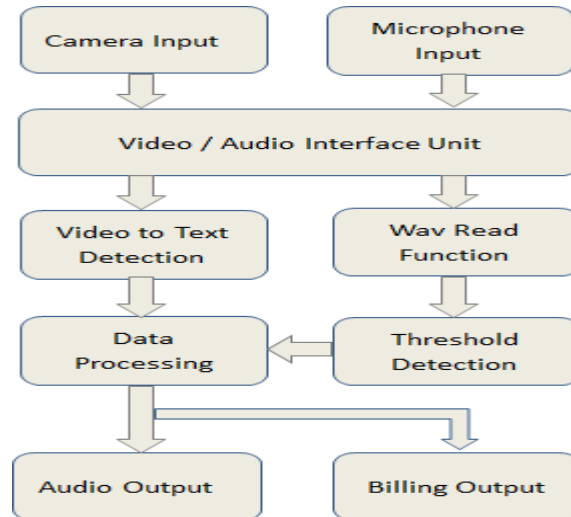 Camera Input
Microphone
Input
Video / Audio Interface Unit
Video to Text
Detection
Wav Read
Function
Data
Processing
Threshold
Detection
Audio Output
Billing Output